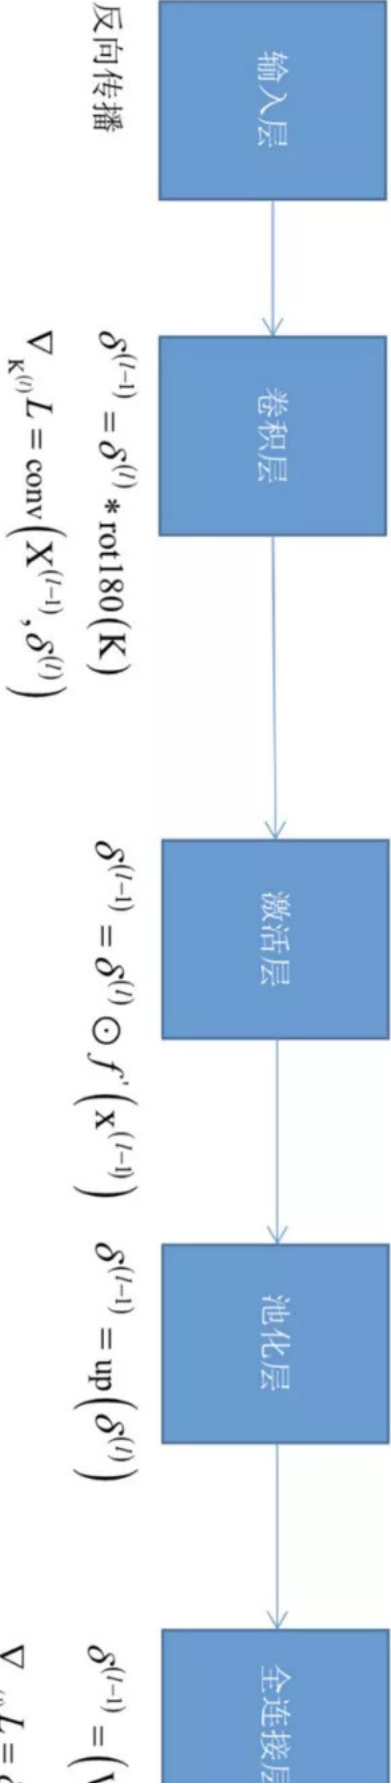 输入层
卷积层
激活层
池化层
全连接层
反向传播
δ^{(l-1)} = δ^{(l)} * rot180(K)
∇_{K^{(l)}} L = conv(X^{(l-1)}, δ^{(l)})
δ^{(l-1)} = δ^{(l)} ⊙ f'(x^{(l-1)})
δ^{(l-1)} = up(δ^{(l)})
δ^{(l-1)} = (